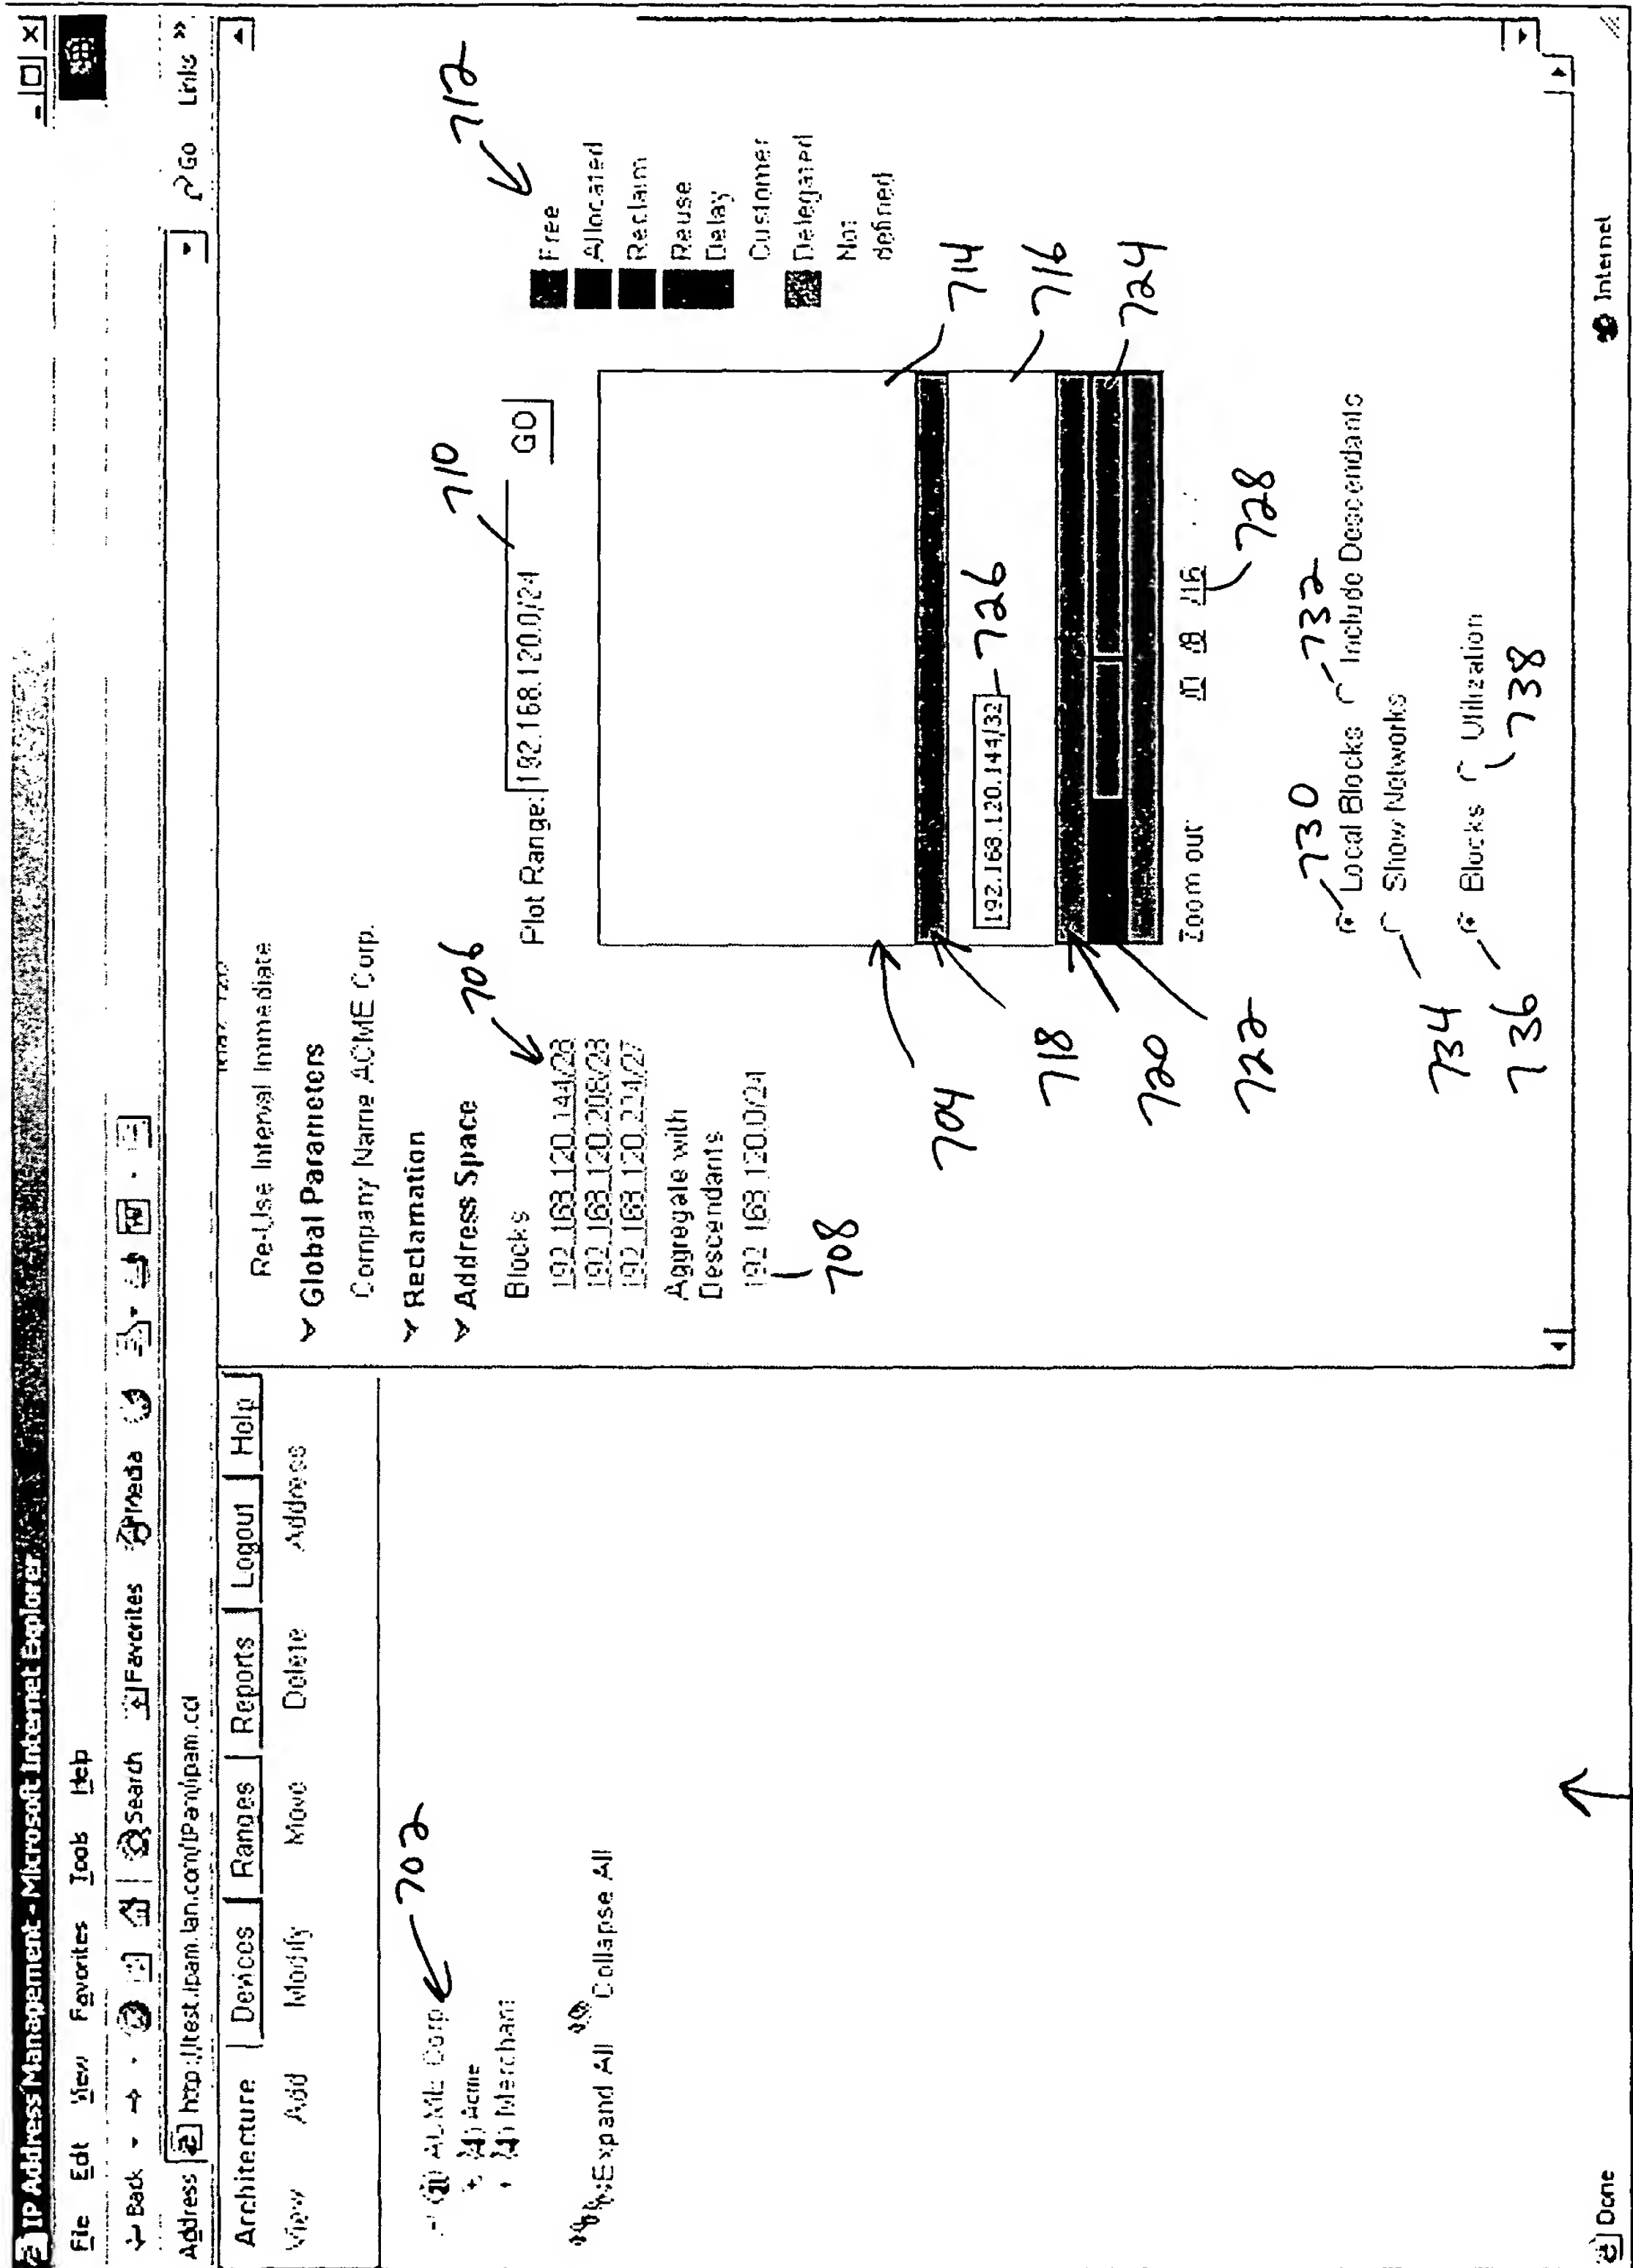 IP Address Management - Microsoft Internet Explorer
File Edit View Favorites Tools Help
Back Search Favorites Media
Address http://test.ipam.lan.com/IPam/ipam.cgi Go Links »
Architecture Devices Ranges Reports Logout Help
View Add Modify Move Delete Address
ACME Corp 702
Acme
Merchant
Expand All Collapse All
Re-Use Interval Immediate
Global Parameters
Company Name ACME Corp.
Reclamation
Address Space
706
Blocks
192.168.120.144/28
192.168.120.208/28
192.168.120.224/27
Aggregate with
Descendants
192.168.120.0/24
708
710
Plot Range: 192.168.120.0/24 GO
712
Free
Allocated
Reclaim
Reuse
Delay
Customer
Delegated
Not
defined
704
714
716
718
720
722
724
192.168.120.144/32 726
Zoom out /0 /8 /16
728
730 732
Local Blocks Include Descendants
734 Show Networks
736 Blocks Utilization
738
Done Internet